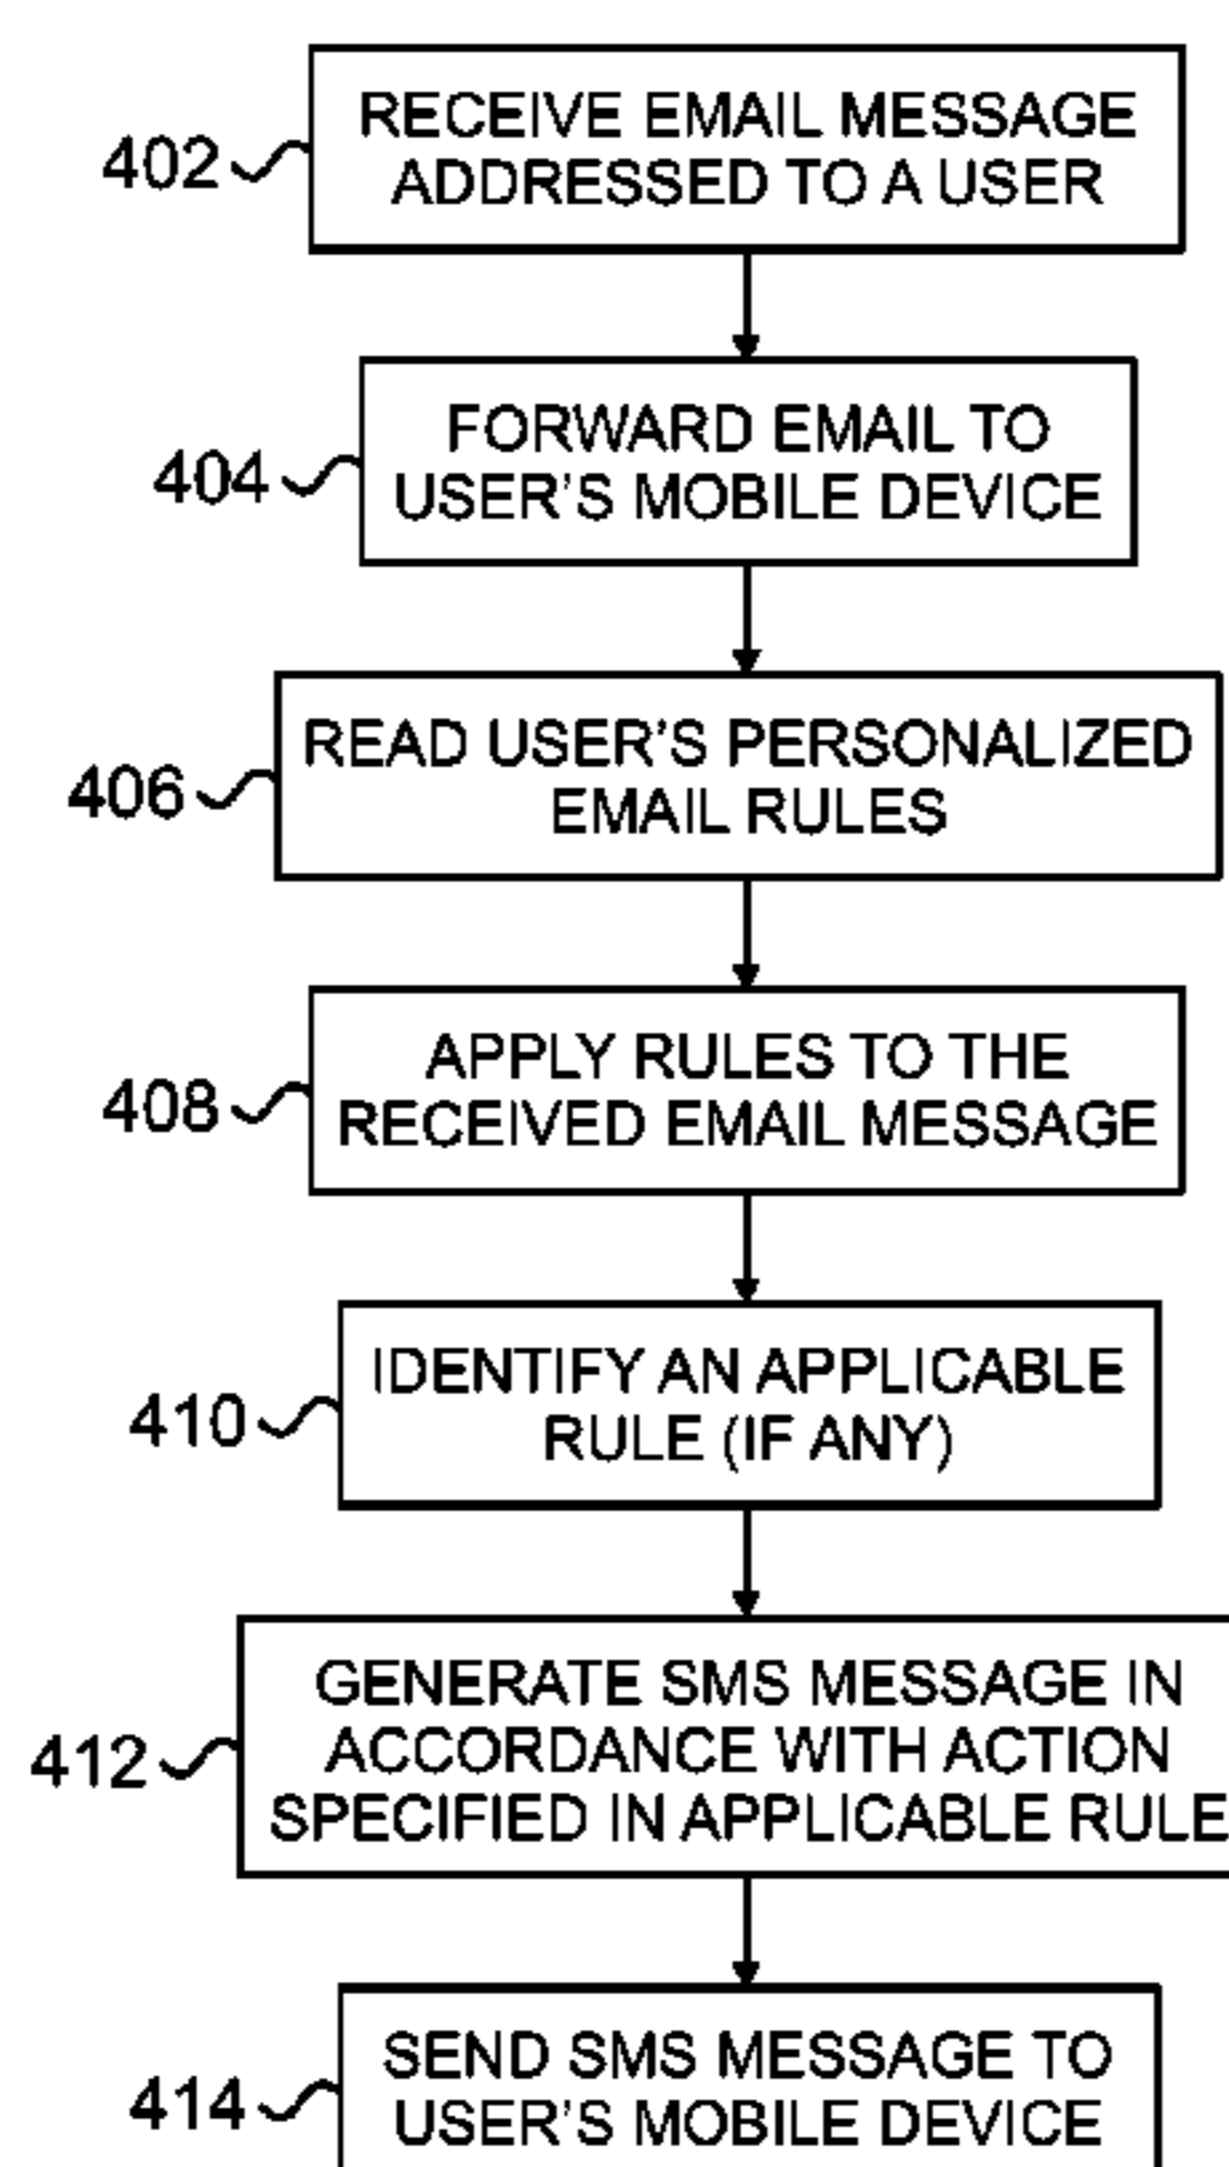 RECEIVE EMAIL MESSAGE
ADDRESSED TO A USER
402
FORWARD EMAIL TO
USER'S MOBILE DEVICE
404
READ USER'S PERSONALIZED
EMAIL RULES
406
APPLY RULES TO THE
RECEIVED EMAIL MESSAGE
408
IDENTIFY AN APPLICABLE
RULE (IF ANY)
410
GENERATE SMS MESSAGE IN
ACCORDANCE WITH ACTION
SPECIFIED IN APPLICABLE RULE
412
SEND SMS MESSAGE TO
USER'S MOBILE DEVICE
414